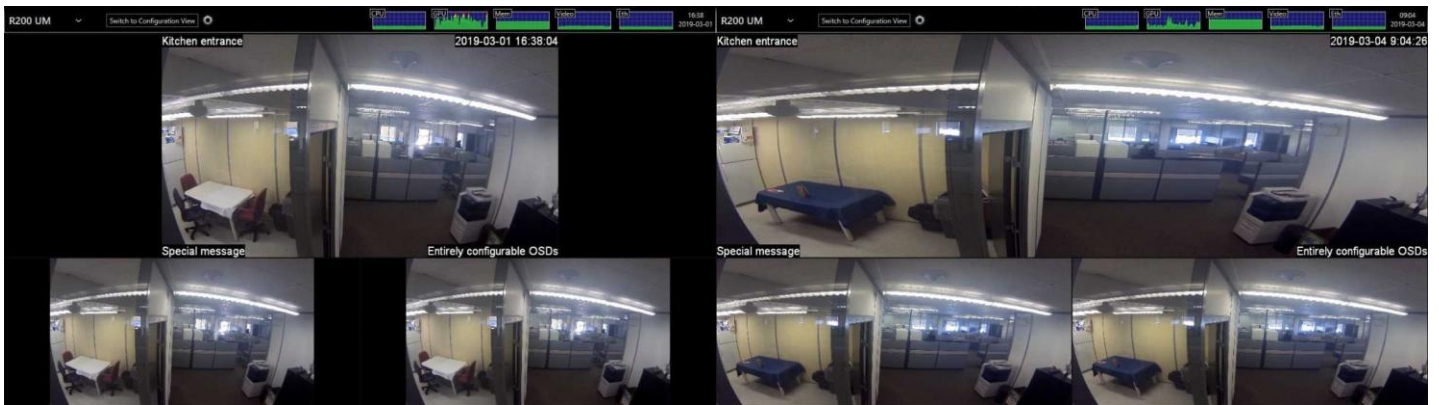 R200 UM
Switch to Configuration View
CPU
GPU
Mem
Video
Eth
16:38
2019-03-01
Kitchen entrance
2019-03-01 16:38:04
Special message
Entirely configurable OSDs
R200 UM
Switch to Configuration View
CPU
GPU
Mem
Video
Eth
09:04
2019-03-04
Kitchen entrance
2019-03-04 9:04:26
Special message
Entirely configurable OSDs